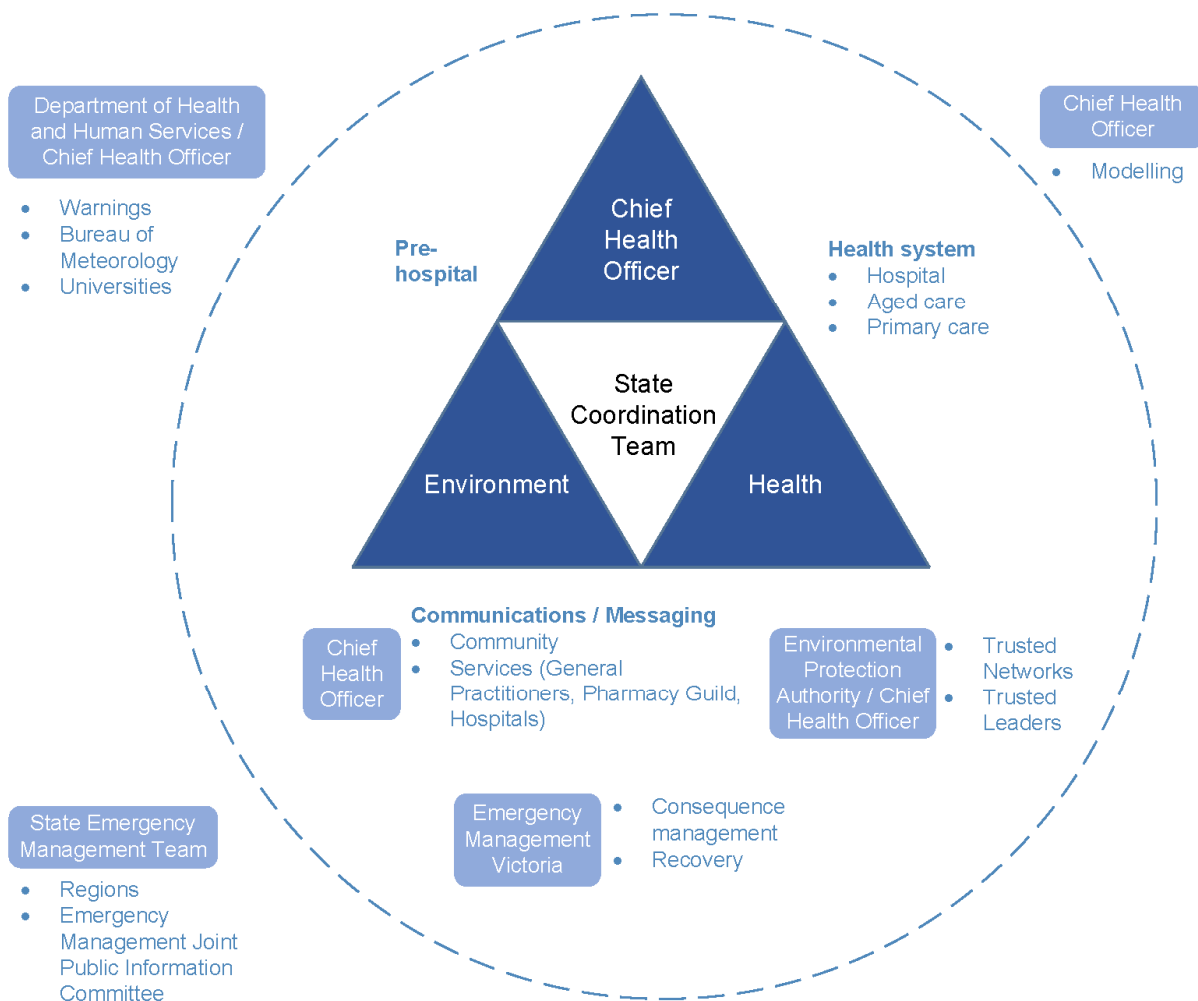 Department of Health
and Human Services /
Chief Health Officer
• Warnings
• Bureau of
Meteorology
• Universities
Chief Health
Officer
• Modelling
Chief
Health
Officer
Pre-
hospital
Health system
• Hospital
• Aged care
• Primary care
State
Coordination
Team
Environment
Health
Communications / Messaging
• Community
• Services (General
Practitioners, Pharmacy Guild,
Hospitals)
Chief
Health
Officer
Environmental
Protection
Authority / Chief
Health Officer
• Trusted
Networks
• Trusted
Leaders
Emergency
Management
Victoria
• Consequence
management
• Recovery
State Emergency
Management Team
• Regions
• Emergency
Management Joint
Public Information
Committee